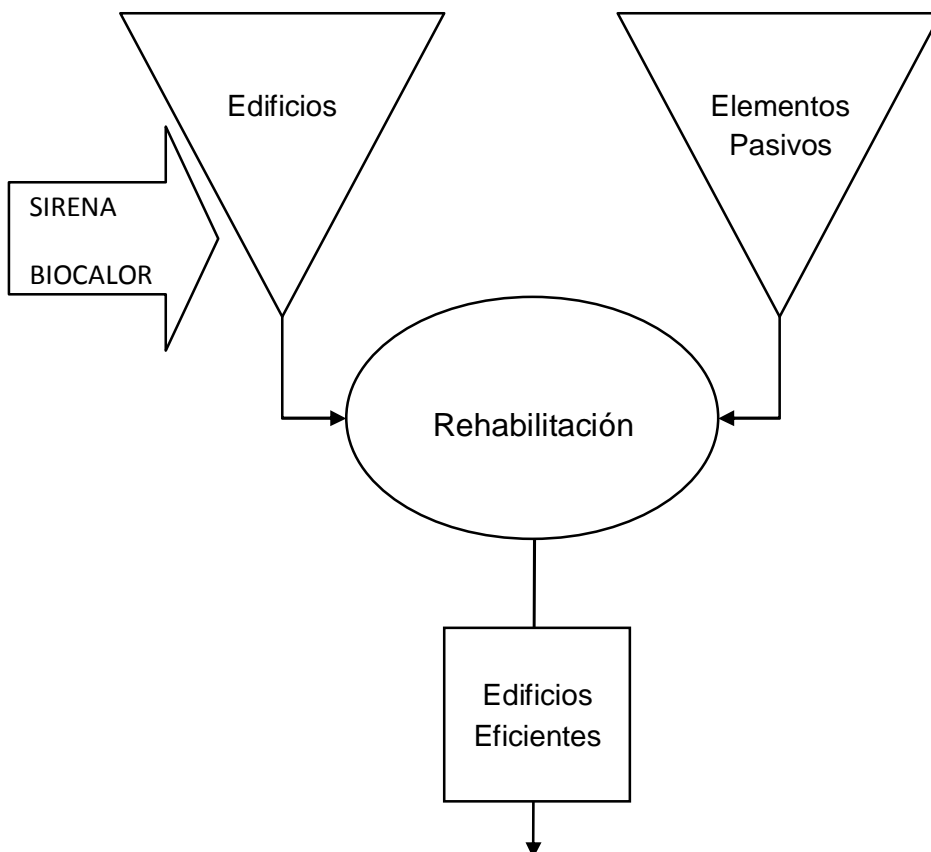 Edificios
Elementos
Pasivos
SIRENA
BIOCALOR
Rehabilitación
Edificios
Eficientes